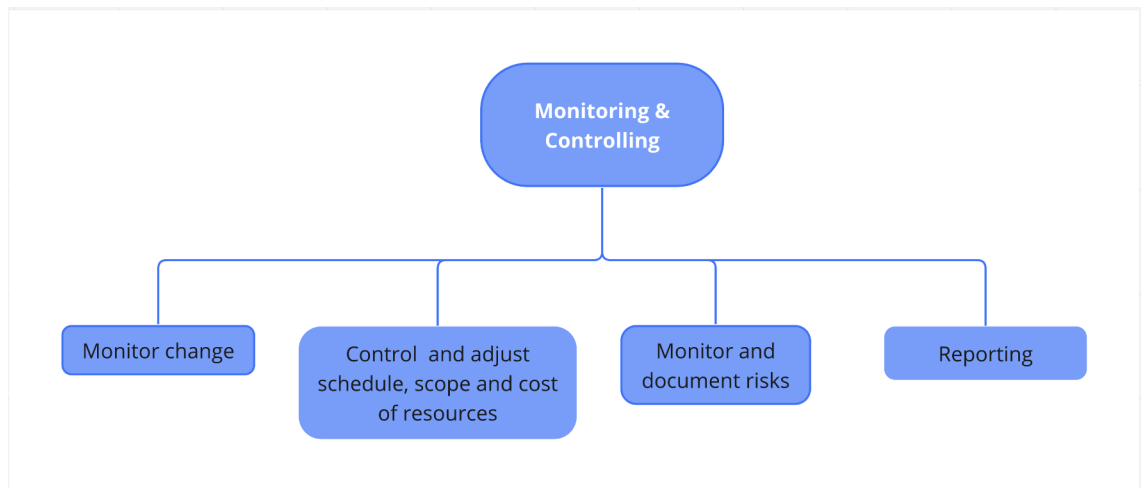 Monitoring &
Controlling
Monitor change
Control  and adjust
schedule, scope and cost
of resources
Monitor and
document risks
Reporting